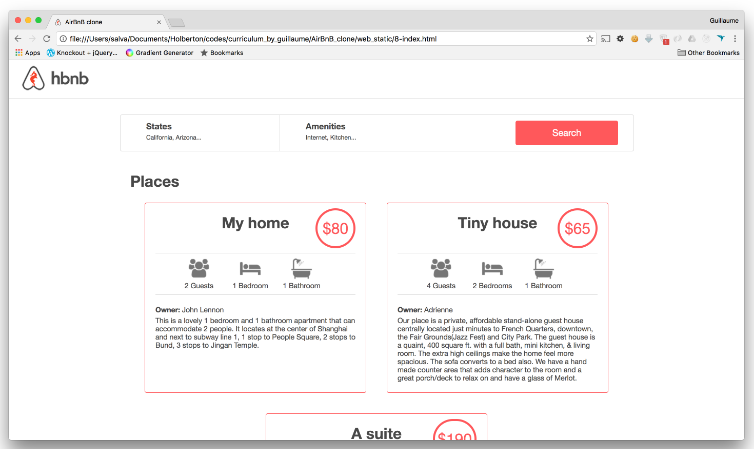 AirBnB clone
Guillaume
file:///Users/salva/Documents/Holberton/codes/curriculum_by_guillaume/AirBnB_clone/web_static/8-index.html
Apps Knockout + jQuery... Gradient Generator Bookmarks Other Bookmarks
hbnb
States
California, Arizona...
Amenities
Internet, Kitchen...
Search
Places
My home
$80
2 Guests 1 Bedroom 1 Bathroom
Owner: John Lennon
This is a lovely 1 bedroom and 1 bathroom apartment that can
accommodate 2 people. It locates at the center of Shanghai
and next to subway line 1, 1 stop to People Square, 2 stops to
Bund, 3 stops to Jingan Temple.
Tiny house
$65
4 Guests 2 Bedrooms 1 Bathroom
Owner: Adrienne
Our place is a private, affordable stand-alone guest house
centrally located just minutes to French Quarters, downtown,
the Fair Grounds(Jazz Fest) and City Park. The guest house is
a quaint, 400 square ft. with a full bath, mini kitchen, & living
room. The extra high ceilings make the home feel more
spacious. The sofa converts to a bed also. We have a hand
made counter area that adds character to the room and a
great porch/deck to relax on and have a glass of Merlot.
A suite
$190